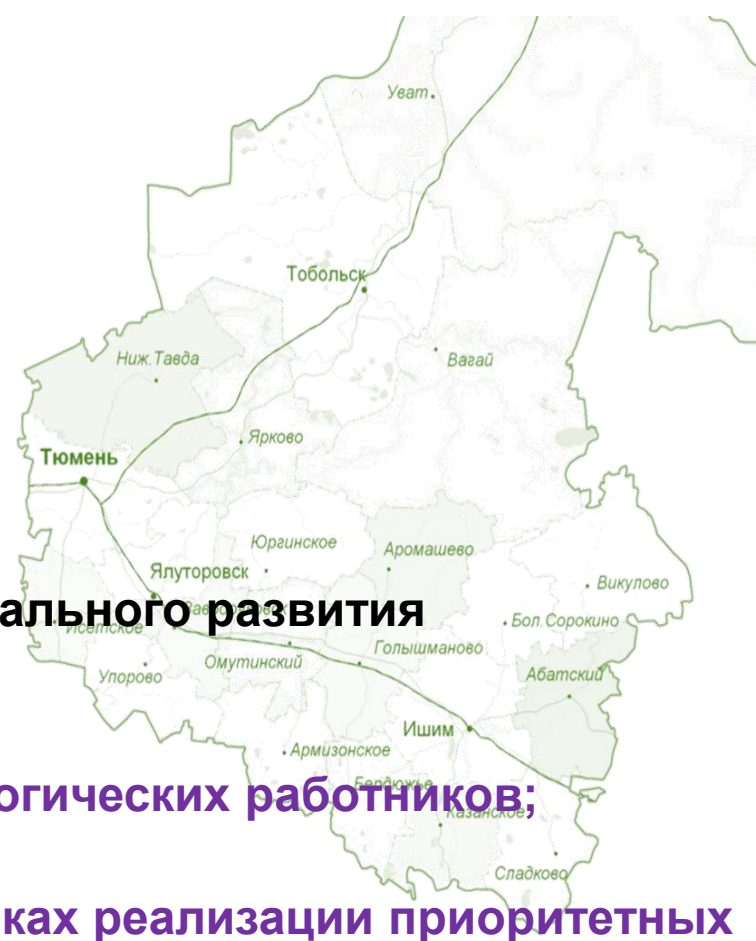 Уват
Тобольск
Ниж.Тавда
Вагай
Ярково
Тюмень
Юргинское
Аромашево
Ялуторовск
Викулово
ального развития
Исетское
Бол.Сорокино
Голышманово
Омутинский
Упорово
Абатский
Ишим
Армизонское
Бердюжье
огических работников;
Казанское
Сладково
ках реализации приоритетных